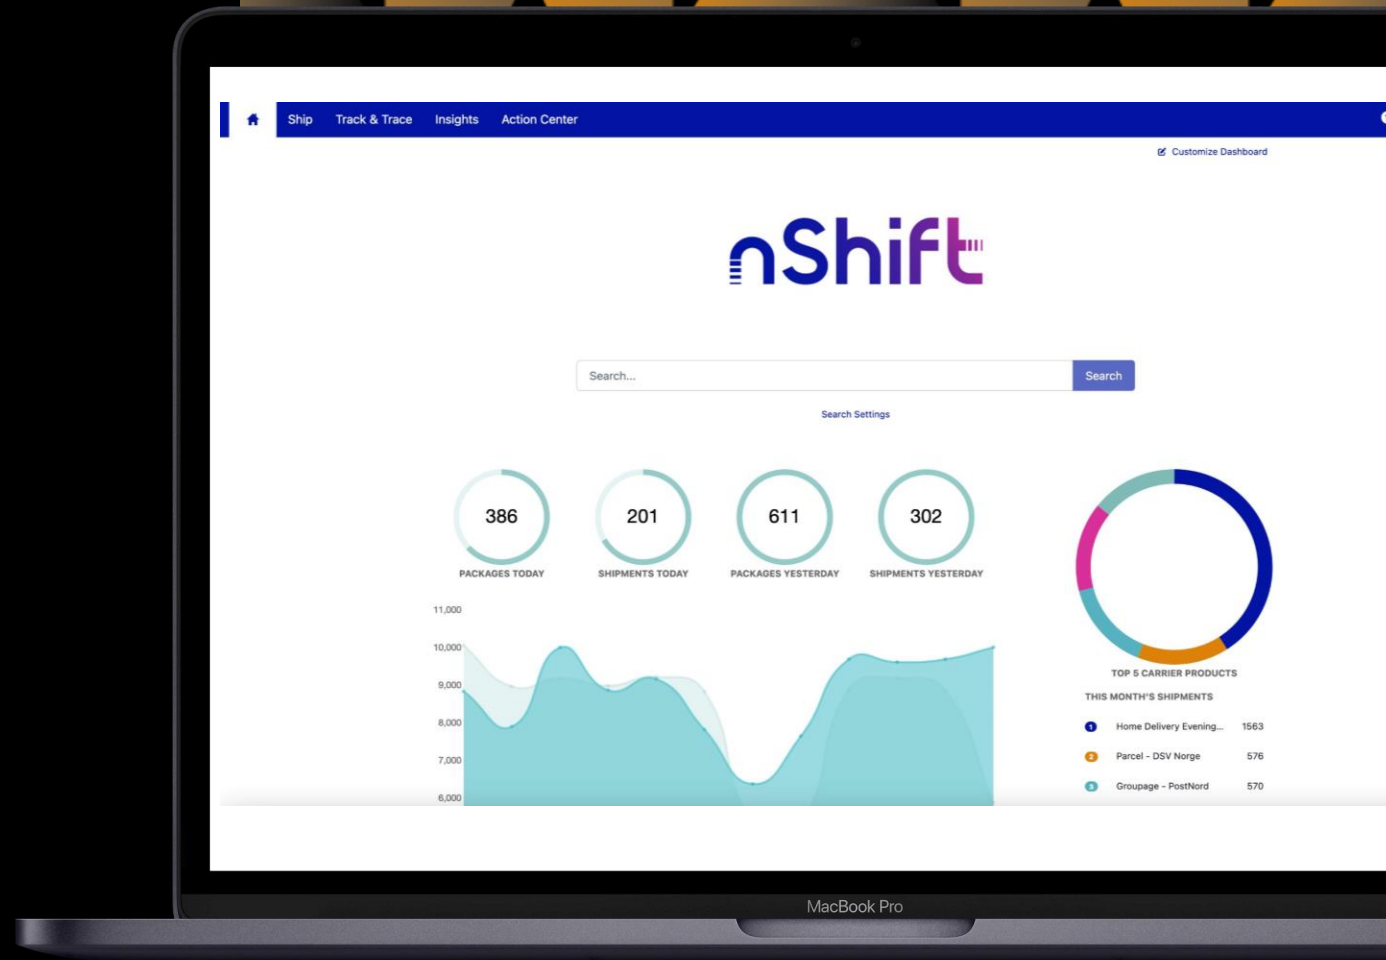 Ship Track & Trace Insights Action Center
Customize Dashboard
nShift
Search... Search
Search Settings
386 201 611 302
PACKAGES TODAY SHIPMENTS TODAY PACKAGES YESTERDAY SHIPMENTS YESTERDAY
11,000
10,000
9,000
8,000
7,000
6,000
TOP 5 CARRIER PRODUCTS
THIS MONTH'S SHIPMENTS
1 Home Delivery Evening... 1563
2 Parcel - DSV Norge 576
3 Groupage - PostNord 570
MacBook Pro